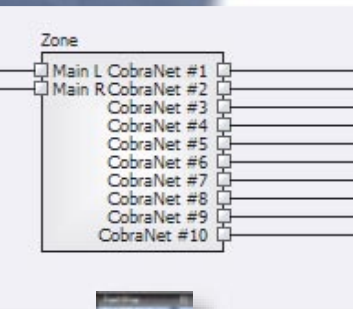 Zone
Main L CobraNet #1
Main R CobraNet #2
CobraNet #3
CobraNet #4
CobraNet #5
CobraNet #6
CobraNet #7
CobraNet #8
CobraNet #9
CobraNet #10